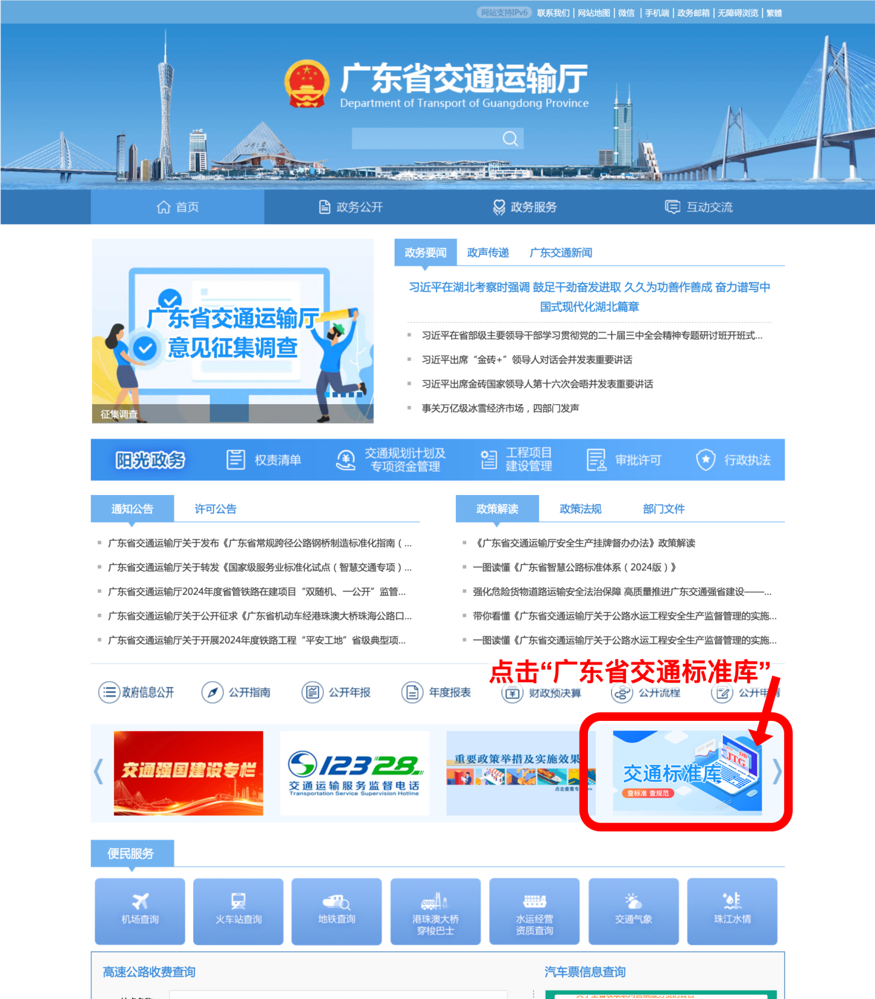 网站支持IPv6 联系我们 | 网站地图 | 微信 | 手机端 | 政务邮箱 | 无障碍浏览 | 繁體
广东省交通运输厅
Department of Transport of Guangdong Province
首页 政务公开 政务服务 互动交流
广东省交通运输厅
意见征集调查
征集调查
政务要闻 政声传递 广东交通新闻
习近平在湖北考察时强调 鼓足干劲奋发进取 久久为功善作善成 奋力谱写中
国式现代化湖北篇章
习近平在省部级主要领导干部学习贯彻党的二十届三中全会精神专题研讨班开班式...
习近平出席“金砖+”领导人对话会并发表重要讲话
习近平出席金砖国家领导人第十六次会晤并发表重要讲话
事关万亿级冰雪经济市场，四部门发声
阳光政务 权责清单 交通规划计划及 工程项目 审批许可 行政执法
专项资金管理 建设管理
通知公告 许可公告
广东省交通运输厅关于发布《广东省常规跨径公路钢桥制造标准化指南（...
广东省交通运输厅关于转发《国家级服务业标准化试点（智慧交通专项）...
广东省交通运输厅2024年度省管铁路在建项目“双随机、一公开”监管...
广东省交通运输厅关于公开征求《广东省机动车经港珠澳大桥珠海公路口...
广东省交通运输厅关于开展2024年度铁路工程“平安工地”省级典型项...
政策解读 政策法规 部门文件
《广东省交通运输厅安全生产挂牌督办办法》政策解读
一图读懂《广东省智慧公路标准体系（2024版）》
强化危险货物道路运输安全法治保障 高质量推进广东交通强省建设——...
带你看懂《广东省交通运输厅关于公路水运工程安全生产监督管理的实施...
一图读懂《广东省交通运输厅关于公路水运工程安全生产监督管理的实施...
点击“广东省交通标准库”
政府信息公开 公开指南 公开年报 年度报表 财政预决算 公开流程 公开申请
交通强国建设专栏
12328
交通运输服务监督电话
Transportation Service Supervision Hotline
重要政策举措及实施效果
点击查看专
DB
JTG
交通标准库
查标准 查规范
便民服务
机场查询 火车站查询 地铁查询 港珠澳大桥 水运经营 交通气象 珠江水情
穿梭巴士 资质查询
高速公路收费查询 汽车票信息查询